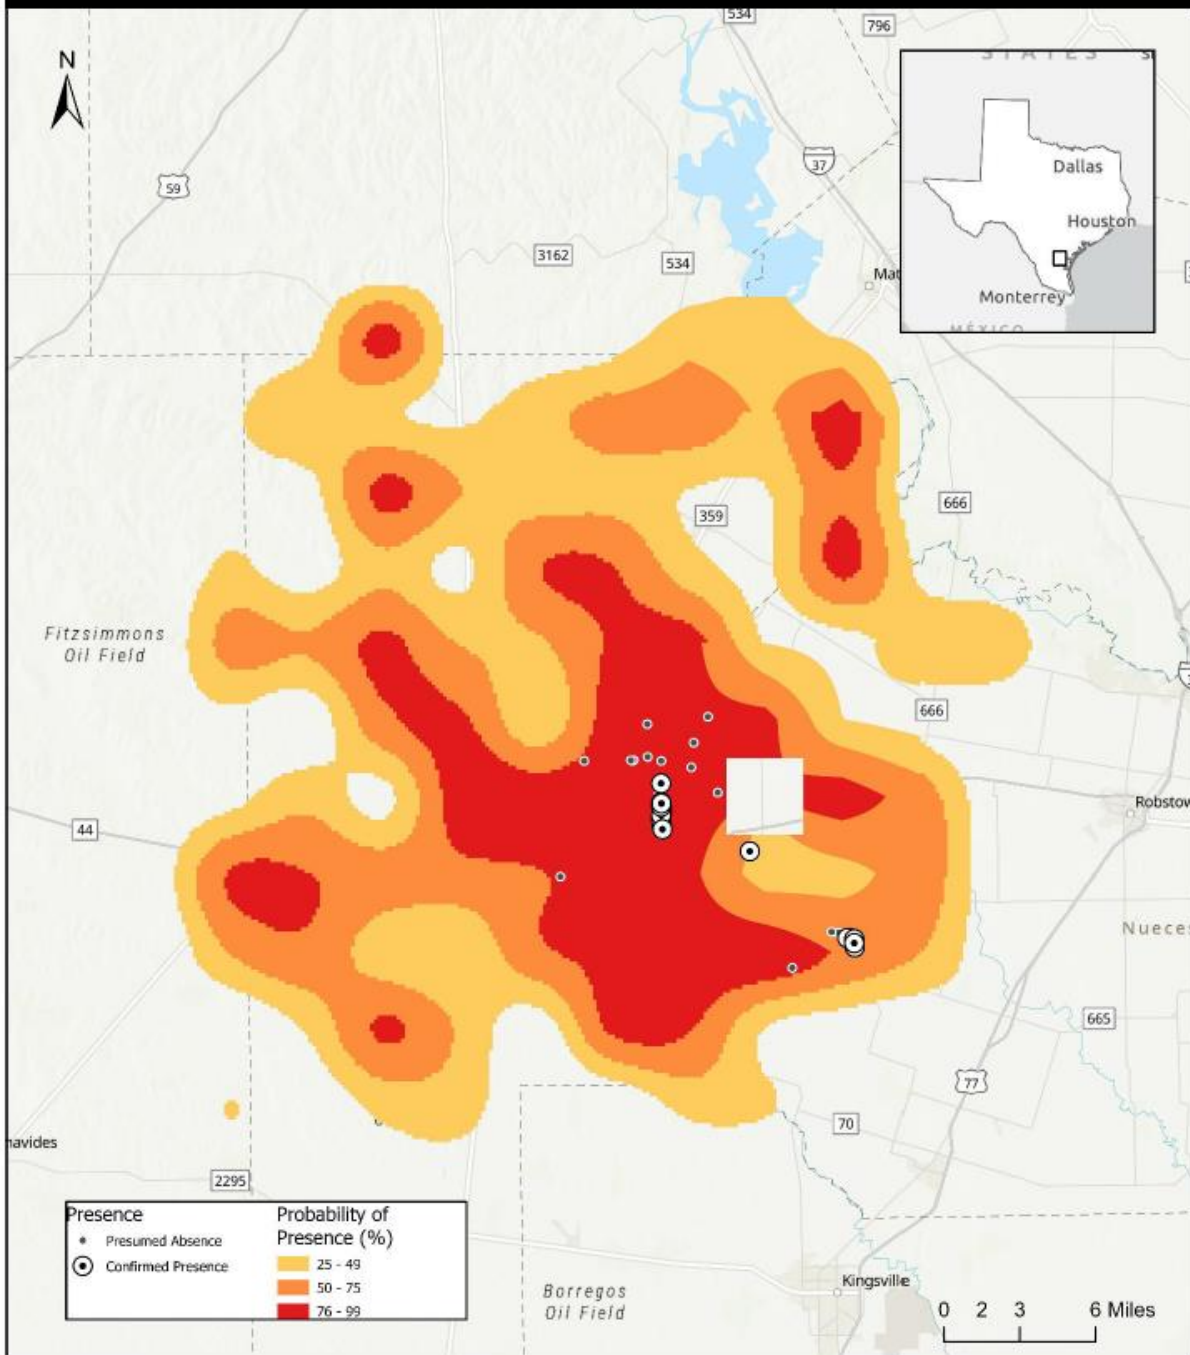 534
796
N
STATES
37
Dallas
59
Houston
3162
534
Mat
Monterrey
MÉXICO
359
666
Fitzsimmons
Oil Field
666
44
Robstow
Nueces
665
77
70
navides
2295
Presence
Presumed Absence
Confirmed Presence
Probability of
Presence (%)
25 - 49
50 - 75
76 - 99
Borregos
Oil Field
Kingsville
0 2 3 6 Miles